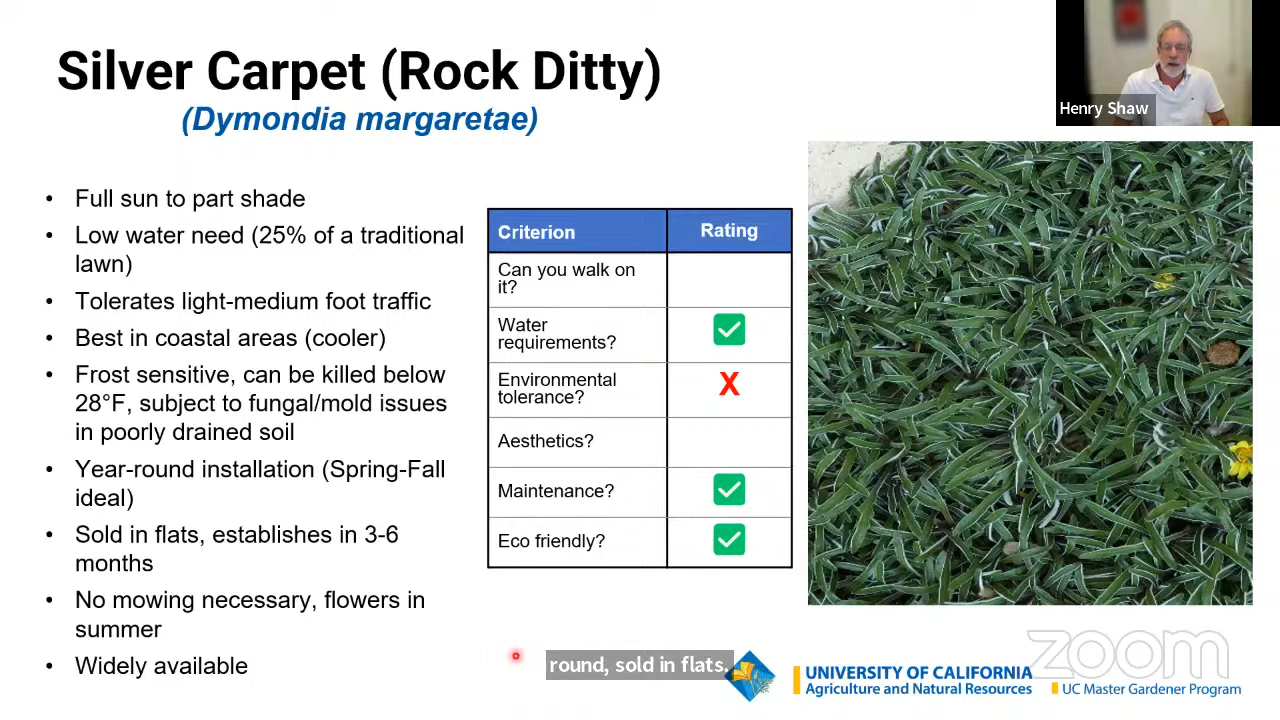 Silver Carpet (Rock Ditty)
(Dymondia margaretae)
Henry Shaw
• Full sun to part shade
• Low water need (25% of a traditional
lawn)
• Tolerates light-medium foot traffic
• Best in coastal areas (cooler)
• Frost sensitive, can be killed below
28°F, subject to fungal/mold issues
in poorly drained soil
• Year-round installation (Spring-Fall
ideal)
• Sold in flats, establishes in 3-6
months
• No mowing necessary, flowers in
summer
• Widely available
Criterion Rating
Can you walk on
it?
Water
requirements? ✓
Environmental
tolerance? X
Aesthetics?
Maintenance? ✓
Eco friendly? ✓
round, sold in flats.
zoom
UNIVERSITY OF CALIFORNIA
Agriculture and Natural Resources
UC Master Gardener Program